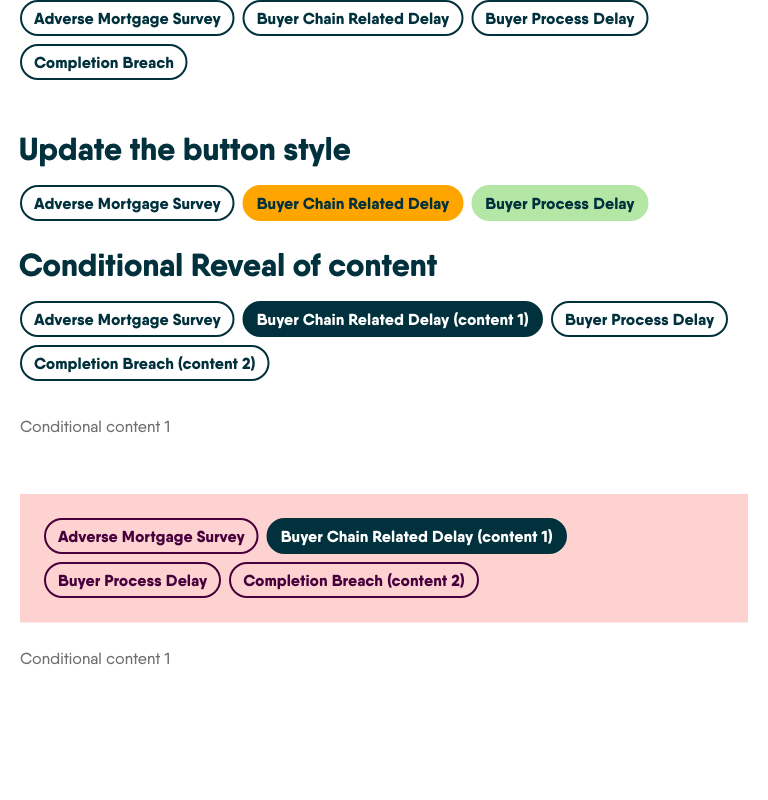 Adverse Mortgage Survey Buyer Chain Related Delay Buyer Process Delay
Completion Breach
Update the button style
Adverse Mortgage Survey Buyer Chain Related Delay Buyer Process Delay
Conditional Reveal of content
Adverse Mortgage Survey Buyer Chain Related Delay (content 1) Buyer Process Delay
Completion Breach (content 2)
Conditional content 1
Adverse Mortgage Survey Buyer Chain Related Delay (content 1)
Buyer Process Delay Completion Breach (content 2)
Conditional content 1